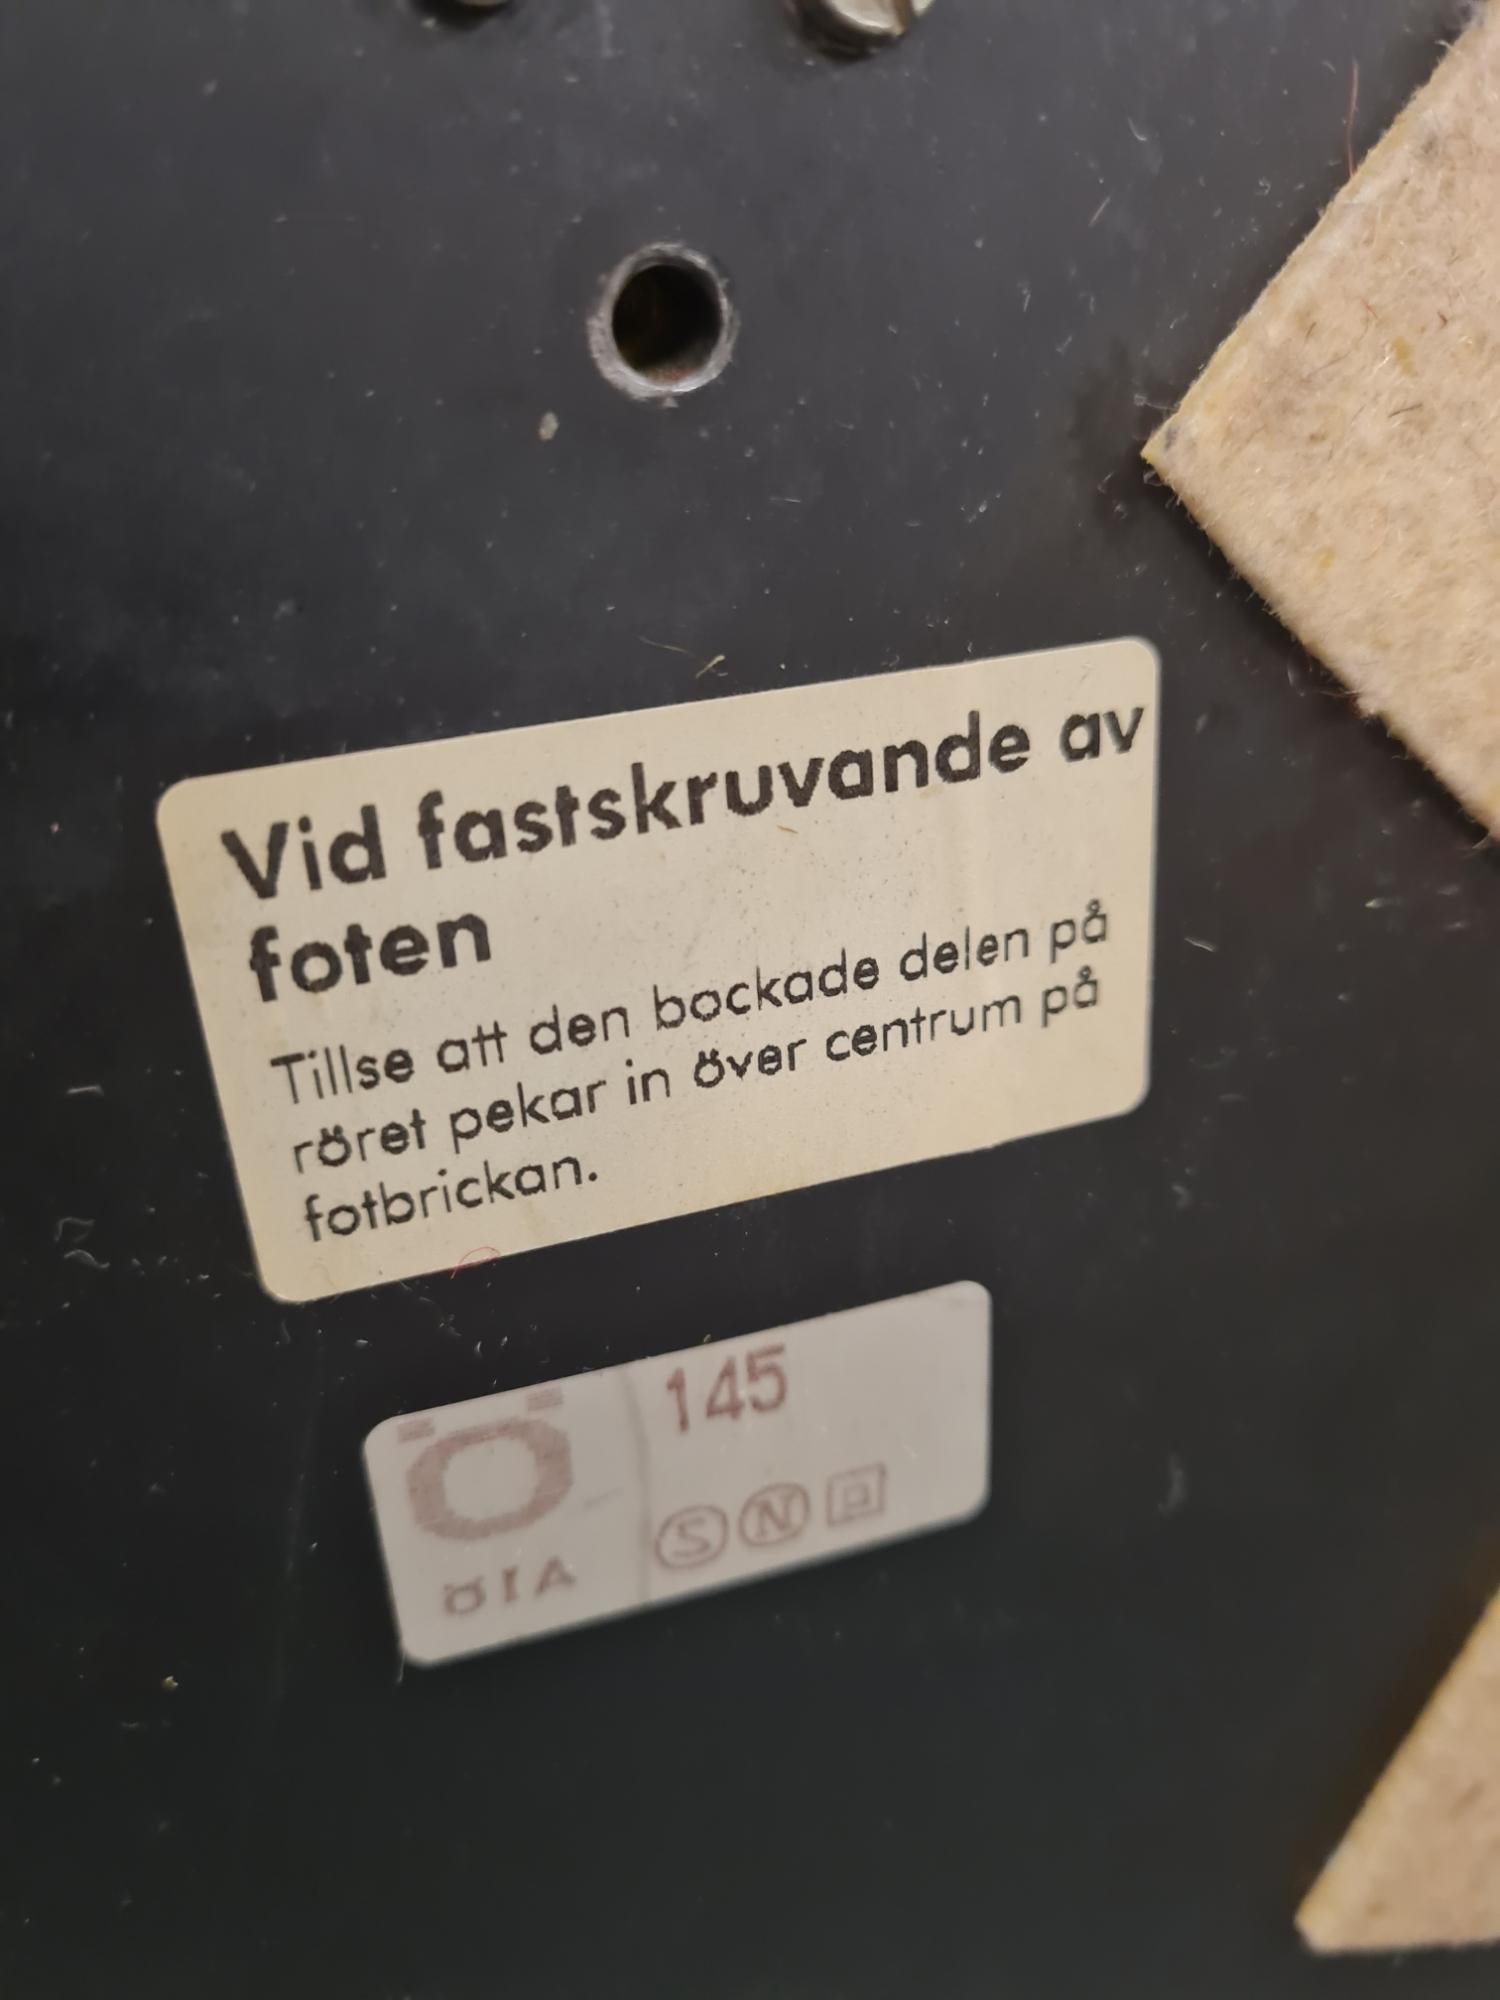 Vid fastskruvande av
foten
Tillse att den bockade delen på
röret pekar in över centrum på
fotbrickan.
Ö
ÖIA
145
S N